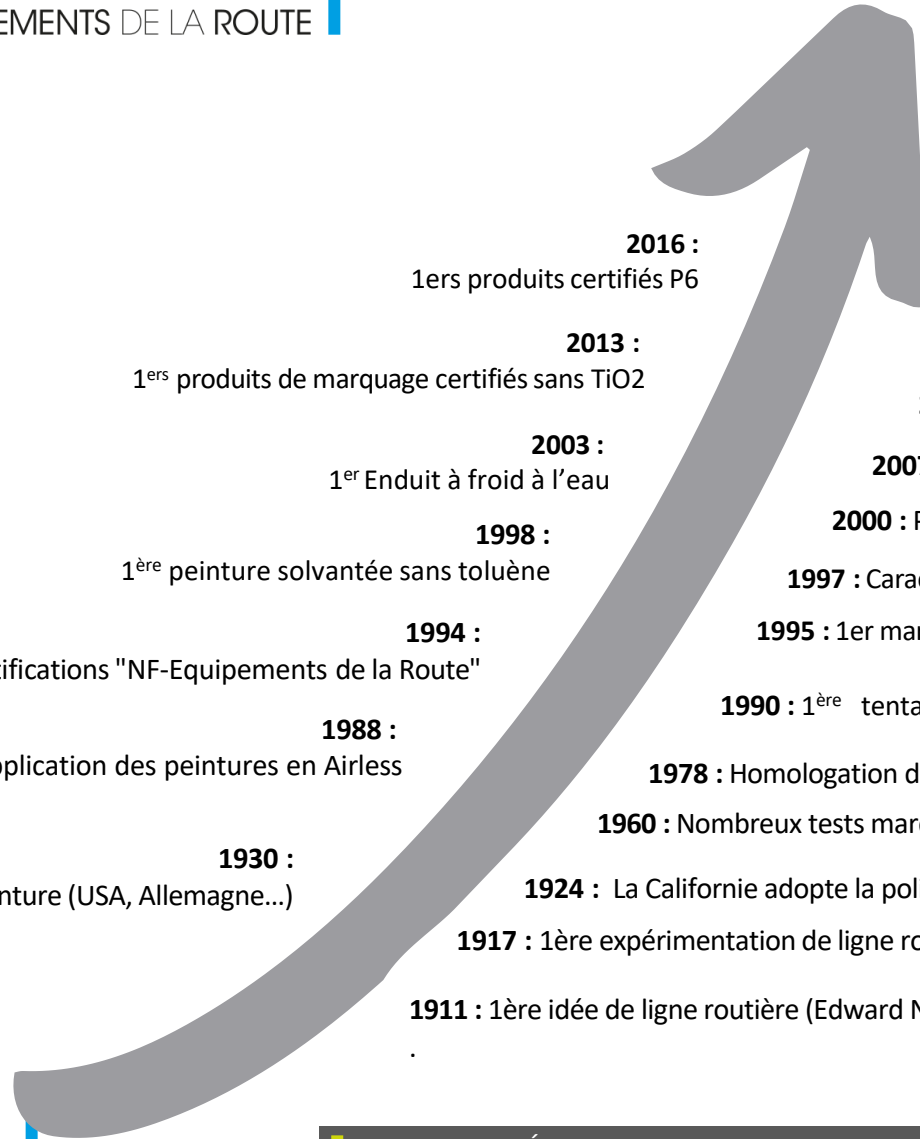 EMENTS DE LA ROUTE
2016 :
1ers produits certifiés P6
2013 :
1ers produits de marquage certifiés sans TiO2
2003 :
1er Enduit à froid à l’eau
2007
1998 :
2000 :
1ère peinture solvantée sans toluène
1997 : Cara
1994 :
1995 : 1er mar
tifications "NF-Equipements de la Route"
1990 : 1ère tenta
1988 :
plication des peintures en Airless
1978 : Homologation d
1960 : Nombreux tests mar
1930 :
nture (USA, Allemagne...)
1924 : La Californie adopte la poli
1917 : 1ère expérimentation de ligne ro
1911 : 1ère idée de ligne routière (Edward N
.